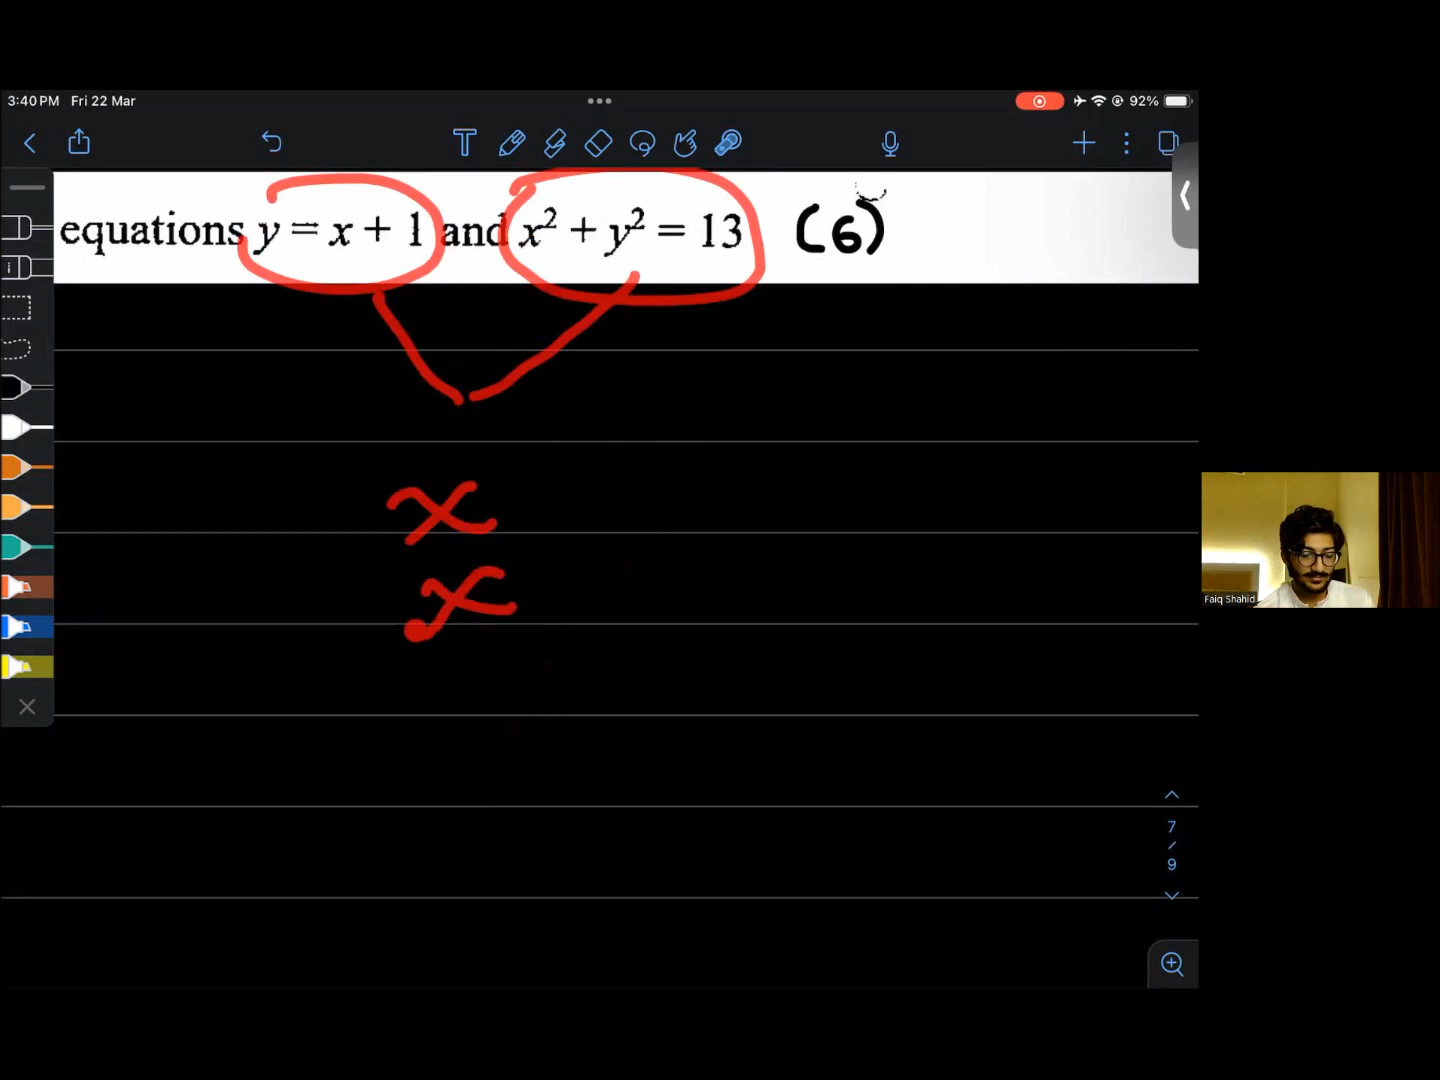 3:40 PM Fri 22 Mar
92%
equations y = x + 1 and x² + y² = 13 (6)
x
x
7
/
9
Faiq Shahid